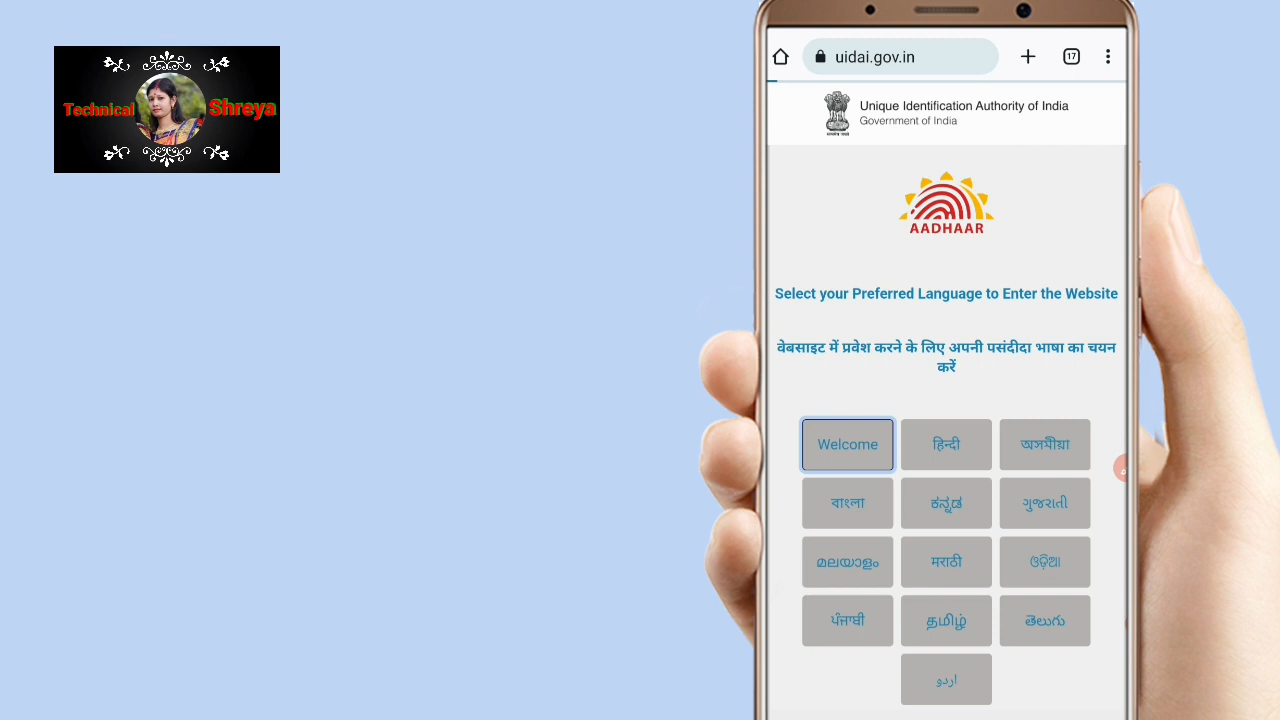 Technical Shreya
uidai.gov.in
17
Unique Identification Authority of India
Government of India
AADHAAR
Select your Preferred Language to Enter the Website
वेबसाइट में प्रवेश करने के लिए अपनी पसंदीदा भाषा का चयन
करें
Welcome हिन्दी অসমীয়া
বাংলা ಕನ್ನಡ ગુજરાતી
മലയാളം मराठी ଓଡ଼ିଆ
ਪੰਜਾਬੀ தமிழ் తెలుగు
اردو